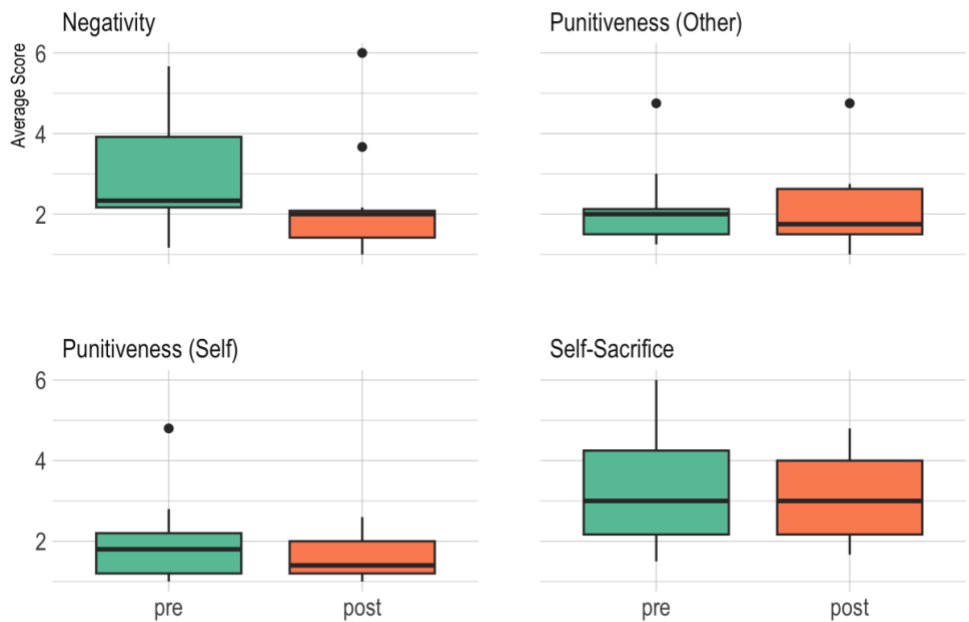 Negativity
Punitiveness (Other)
Average Score
6
4
2
Punitiveness (Self)
Self-Sacrifice
6
4
2
pre
post
pre
post